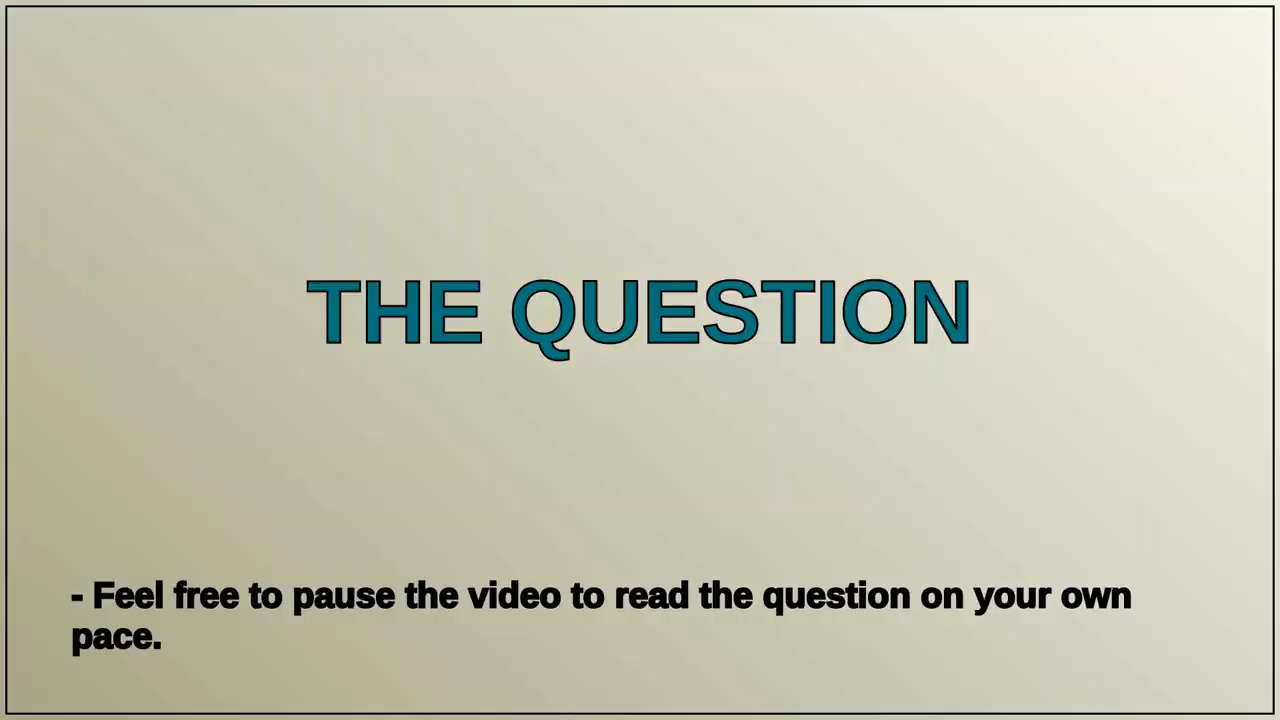 THE QUESTION
- Feel free to pause the video to read the question on your own
pace.